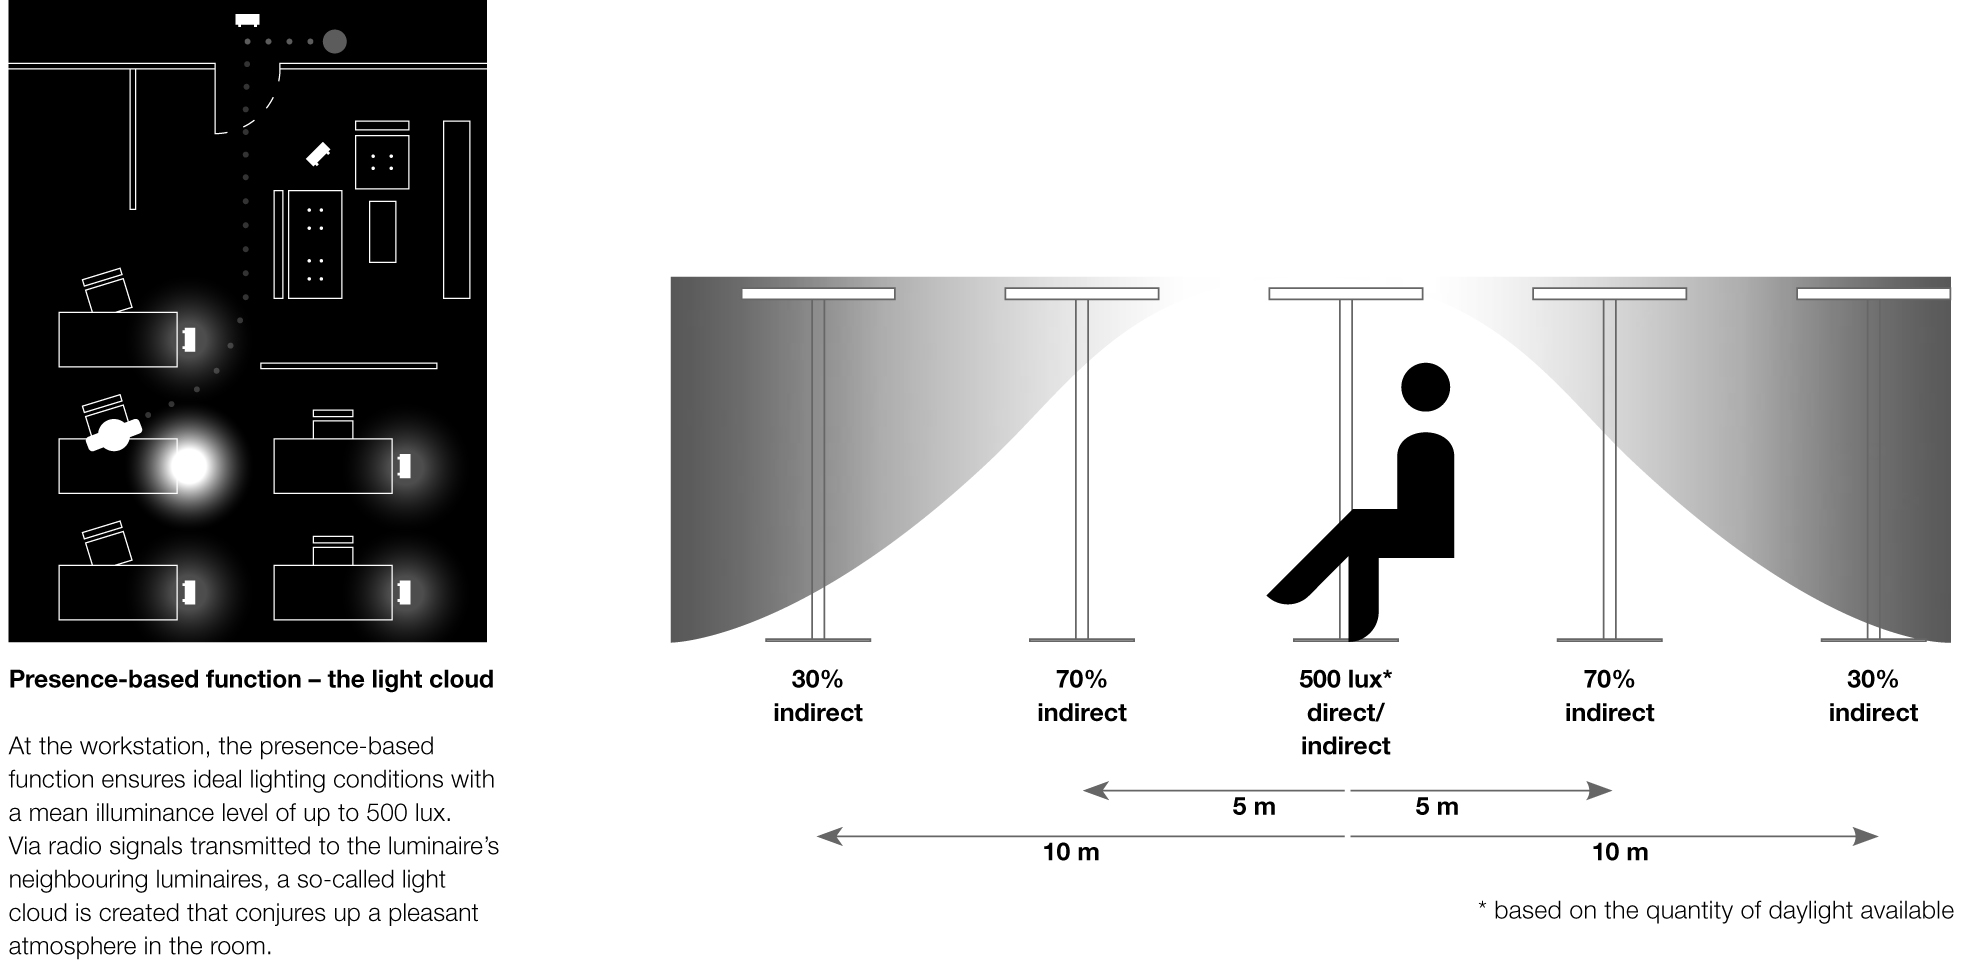 Presence-based function – the light cloud
At the workstation, the presence-based
function ensures ideal lighting conditions with
a mean illuminance level of up to 500 lux.
Via radio signals transmitted to the luminaire’s
neighbouring luminaires, a so-called light
cloud is created that conjures up a pleasant
atmosphere in the room.
30%
indirect
70%
indirect
500 lux*
direct/
indirect
70%
indirect
30%
indirect
5 m
5 m
10 m
10 m
* based on the quantity of daylight available